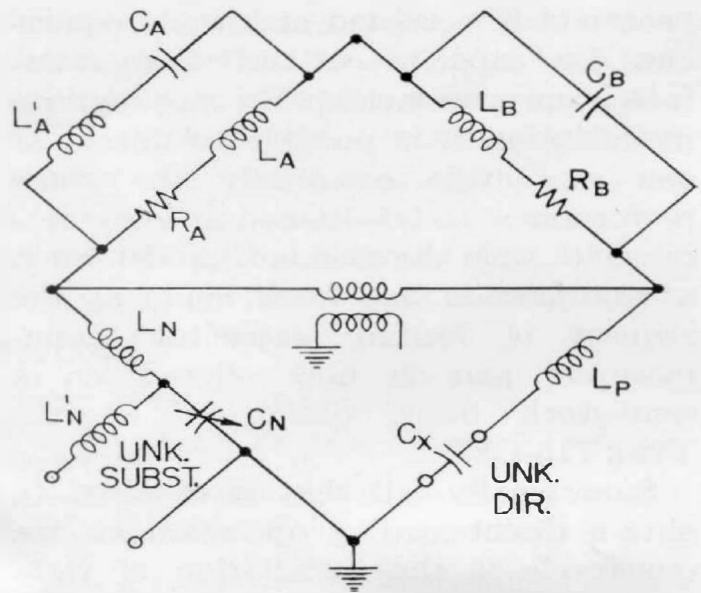 C_A
C_B
L'_A
L_B
L_A
R_B
R_A
L_N
L_P
L'_N
C_N
C_X
UNK.
SUBST.
UNK.
DIR.